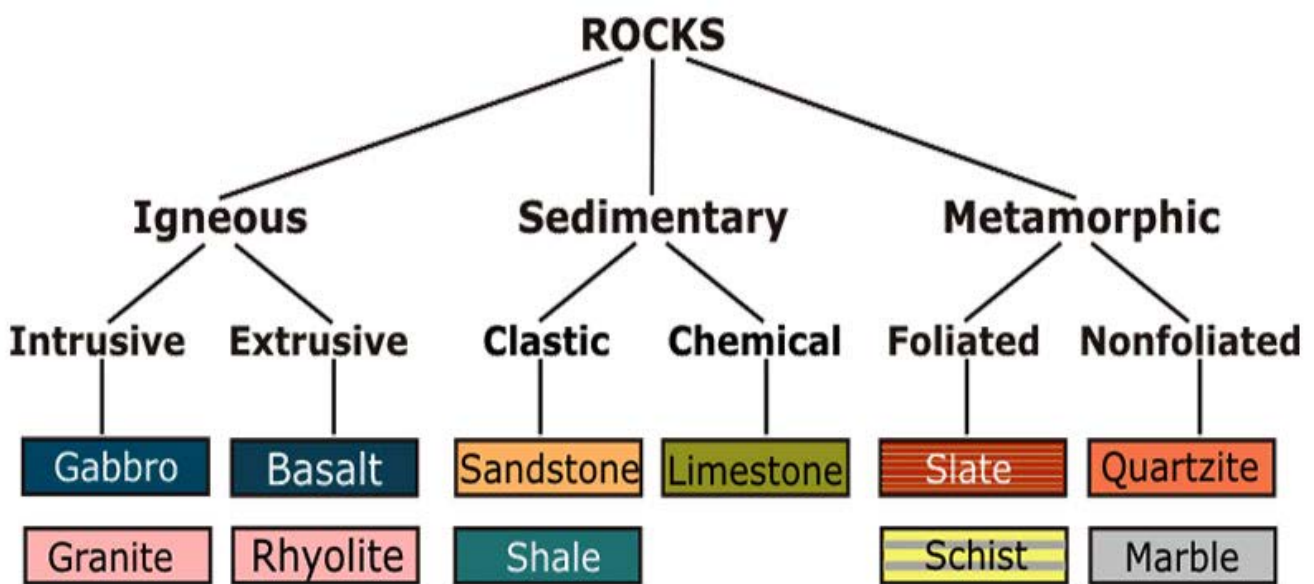 ROCKS
Igneous Sedimentary Metamorphic
Intrusive Extrusive Clastic Chemical Foliated Nonfoliated
Gabbro Basalt Sandstone Limestone Slate Quartzite
Granite Rhyolite Shale Schist Marble